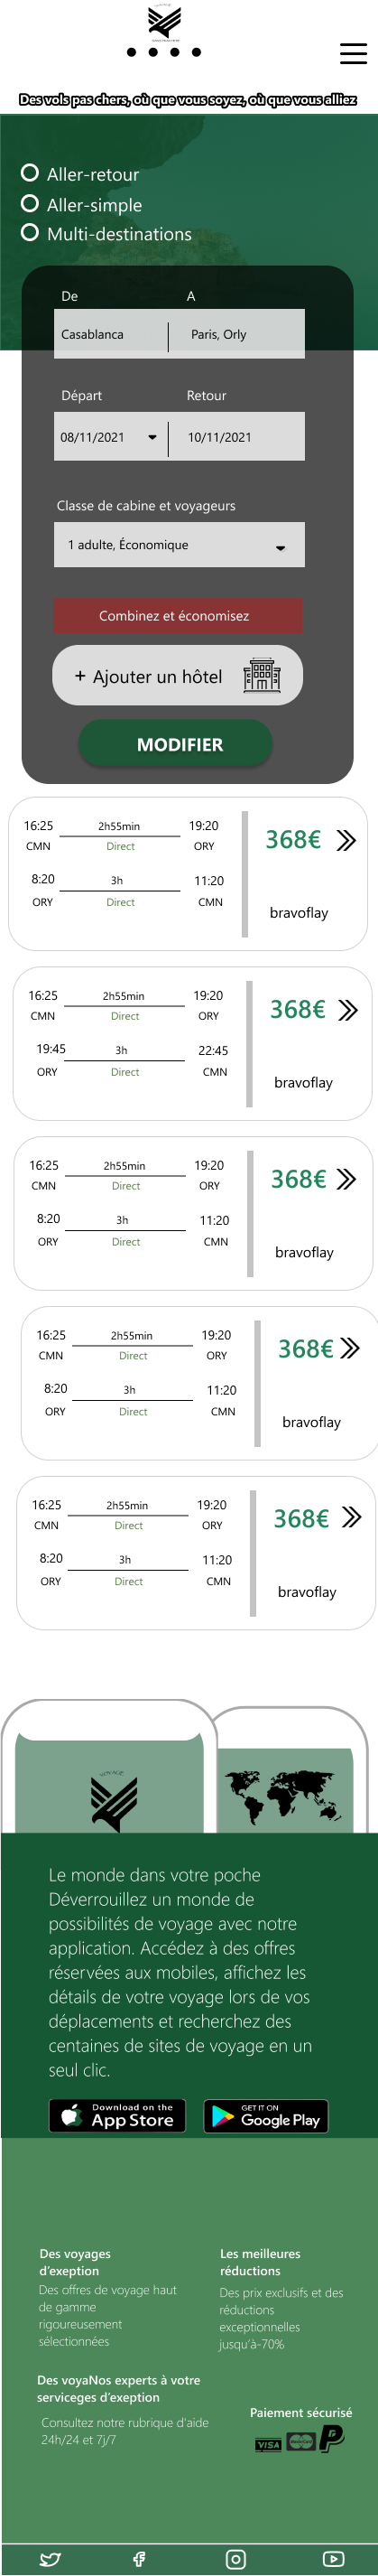 Des vols pas chers, où que vous soyez, où que vous alliez
Aller-retour
Aller-simple
Multi-destinations
De A
Casablanca Paris, Orly
Départ Retour
08/11/2021 10/11/2021
Classe de cabine et voyageurs
1 adulte, Économique
Combinez et économisez
+ Ajouter un hôtel
MODIFIER
16:25 2h55min 19:20
CMN Direct ORY
368€
8:20 3h 11:20
ORY Direct CMN
bravoflay
16:25 2h55min 19:20
CMN Direct ORY
368€
19:45 3h 22:45
ORY Direct CMN
bravoflay
16:25 2h55min 19:20
CMN Direct ORY
368€
8:20 3h 11:20
ORY Direct CMN
bravoflay
16:25 2h55min 19:20
CMN Direct ORY
368€
8:20 3h 11:20
ORY Direct CMN
bravoflay
16:25 2h55min 19:20
CMN Direct ORY
368€
8:20 3h 11:20
ORY Direct CMN
bravoflay
Le monde dans votre poche
Déverrouillez un monde de
possibilités de voyage avec notre
application. Accédez à des offres
réservées aux mobiles, affichez les
détails de votre voyage lors de vos
déplacements et recherchez des
centaines de sites de voyage en un
seul clic.
Download on the
App Store
GET IT ON
Google Play
Des voyages
d'exeption
Des offres de voyage haut
de gamme
rigoureusement
sélectionnées
Les meilleures
réductions
Des prix exclusifs et des
réductions
exceptionnelles
jusqu'à-70%
Des voyaNos experts à votre
serviceges d'exeption
Consultez notre rubrique d'aide
24h/24 et 7j/7
Paiement sécurisé
VISA